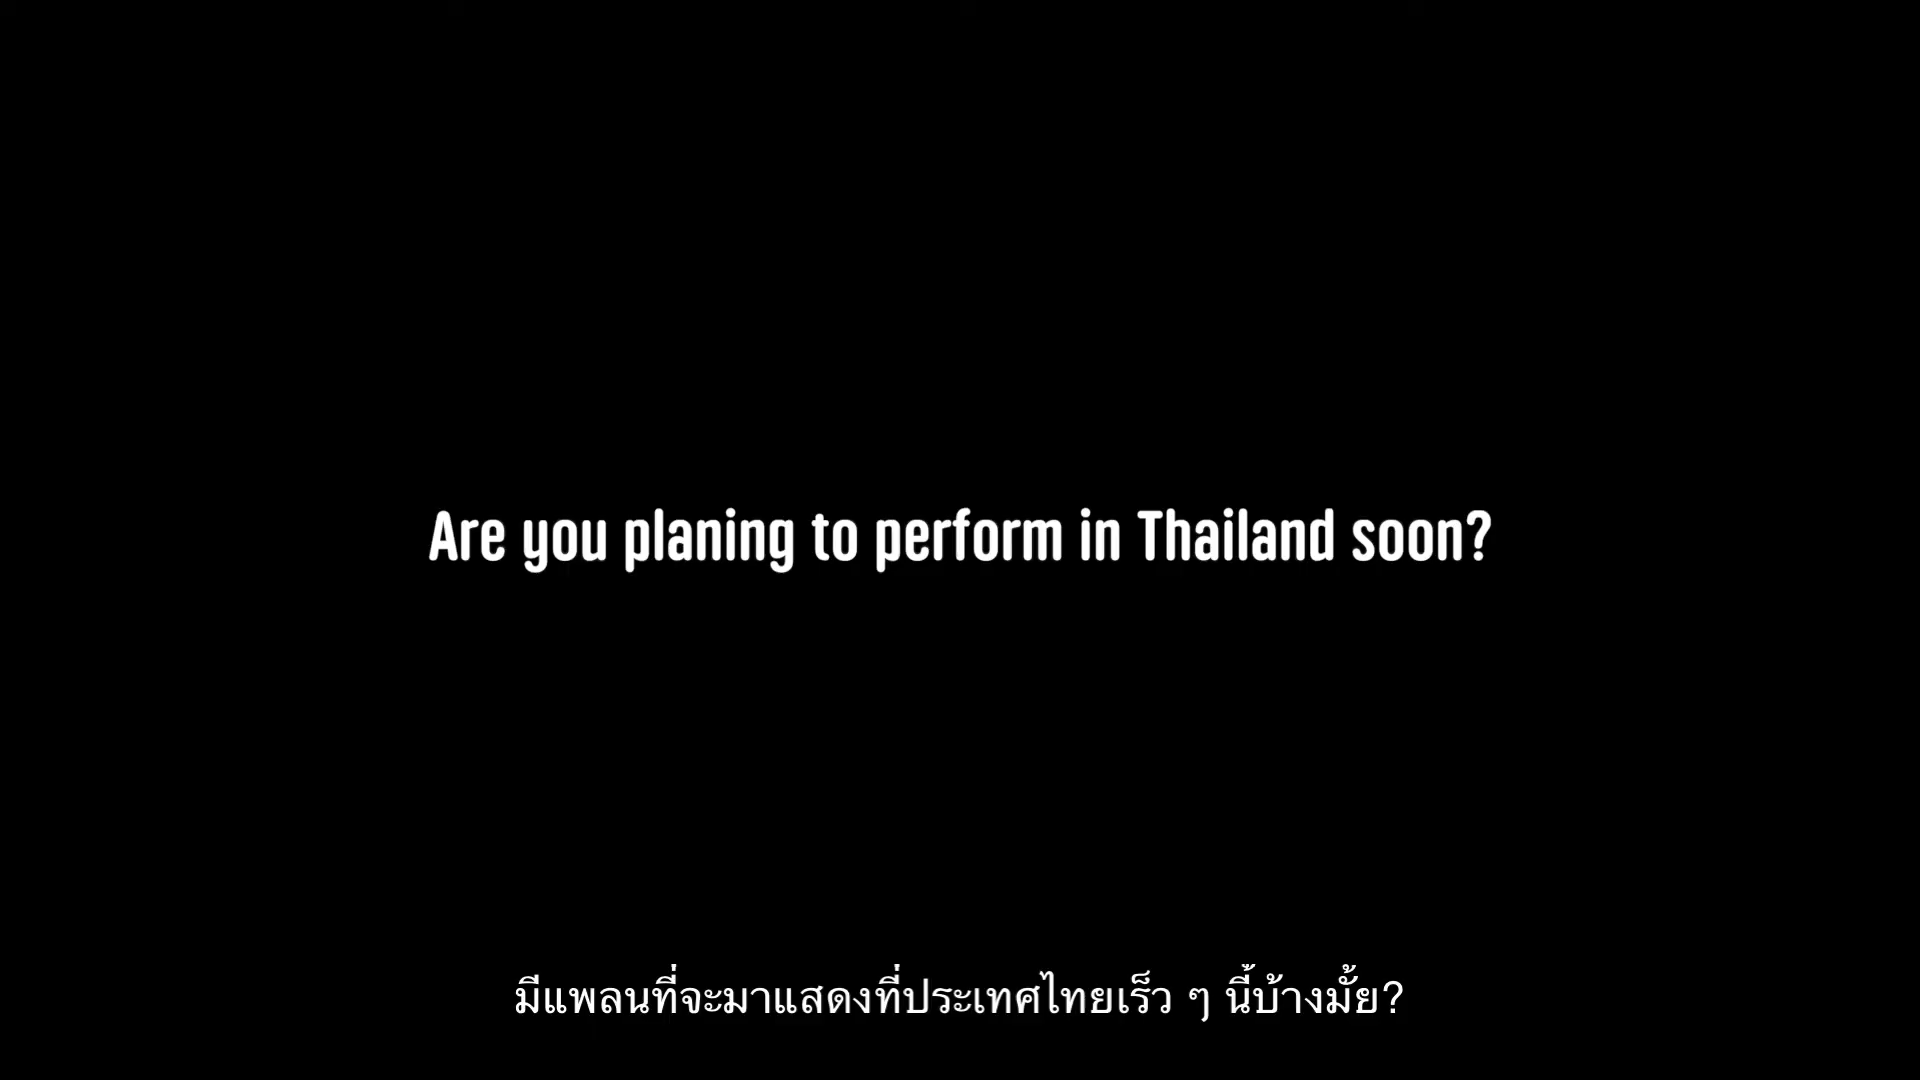 Are you planing to perform in Thailand soon?
มีแพลนที่จะมาแสดงที่ประเทศไทยเร็ว ๆ นี้บ้างมั้ย?